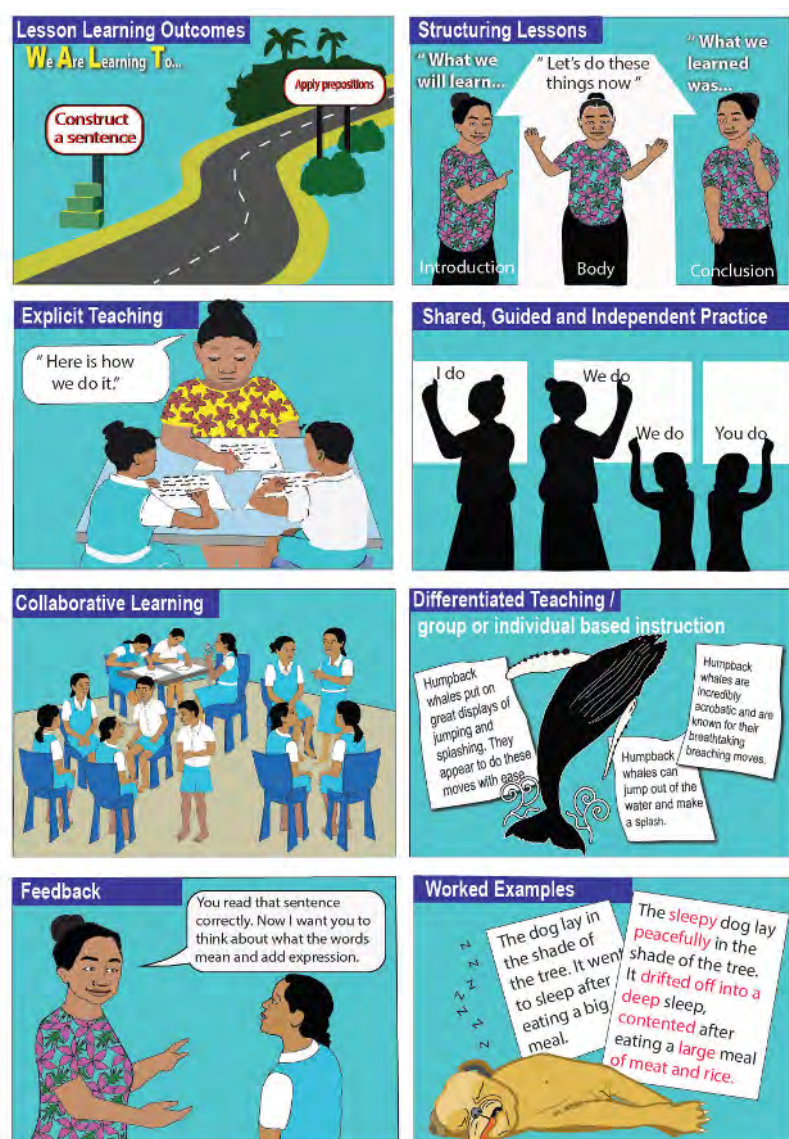 Lesson Learning Outcomes
We Are Learning To...
Construct
a sentence
Apply prepositions
Structuring Lessons
"What we
will learn...
"Let's do these
things now"
"What we
learned
was...
Introduction
Body
Conclusion
Explicit Teaching
"Here is how
we do it."
Shared, Guided and Independent Practice
I do
We do
We do
You do
Collaborative Learning
Differentiated Teaching /
group or individual based instruction
Humpback
whales put on
great displays of
jumping and
splashing. They
appear to do these
moves with ease.
Humpback
whales can
jump out of the
water and make
a splash.
Humpback
whales are
incredibly
acrobatic and are
known for their
breathtaking
breaching moves.
Feedback
You read that sentence
correctly. Now I want you to
think about what the words
mean and add expression.
Worked Examples
z z z z z z z
The dog lay in
the shade of
the tree. It went
to sleep after
eating a big
meal.
The sleepy dog lay
peacefully in the
shade of the tree.
It drifted off into a
deep sleep,
contented after
eating a large meal
of meat and rice.